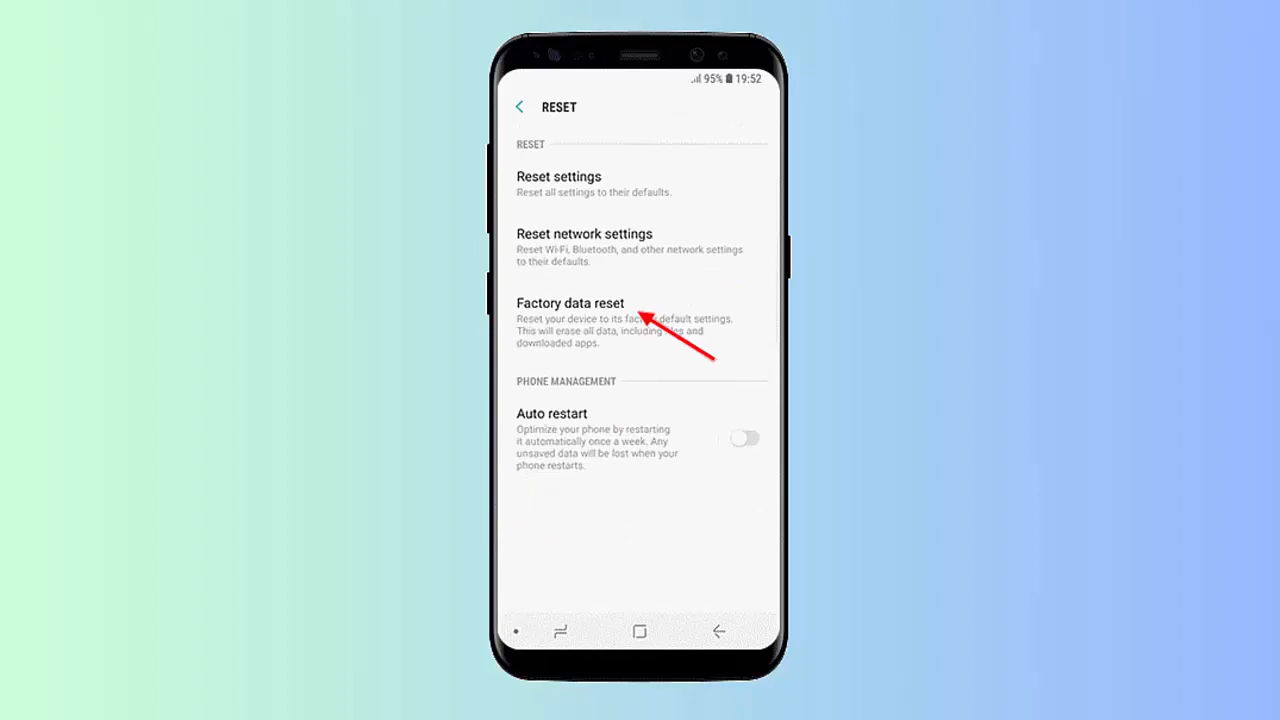 95% 19:52
RESET
RESET
Reset settings
Reset all settings to their defaults.
Reset network settings
Reset Wi-Fi, Bluetooth, and other network settings
to their defaults.
Factory data reset
Reset your device to its default settings.
This will erase all data, including and
downloaded apps.
PHONE MANAGEMENT
Auto restart
Optimize your phone by restarting
it automatically once a week. Any
unsaved data will be lost when your
phone restarts.